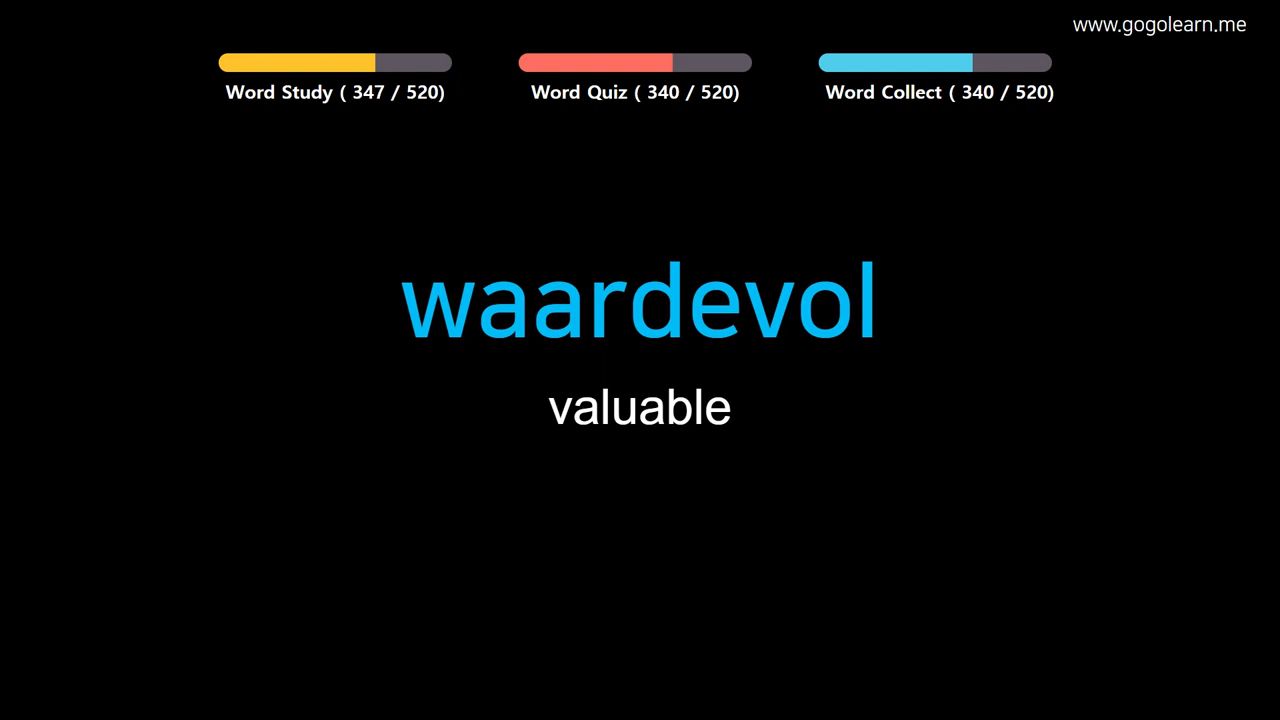 www.gogolearn.me
Word Study ( 347 / 520)
Word Quiz ( 340 / 520)
Word Collect ( 340 / 520)
waardevol
valuable